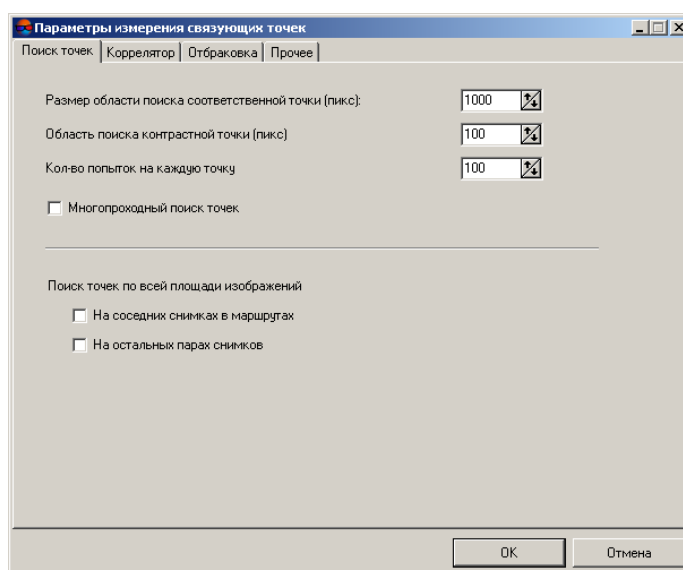 Параметры измерения связующих точек
Поиск точек Коррелятор Отбраковка Прочее
Размер области поиска соответственной точки (пикс): 1000
Область поиска контрастной точки (пикс) 100
Кол-во попыток на каждую точку 100
Многопроходный поиск точек
Поиск точек по всей площади изображений
На соседних снимках в маршрутах
На остальных парах снимков
OK Отмена